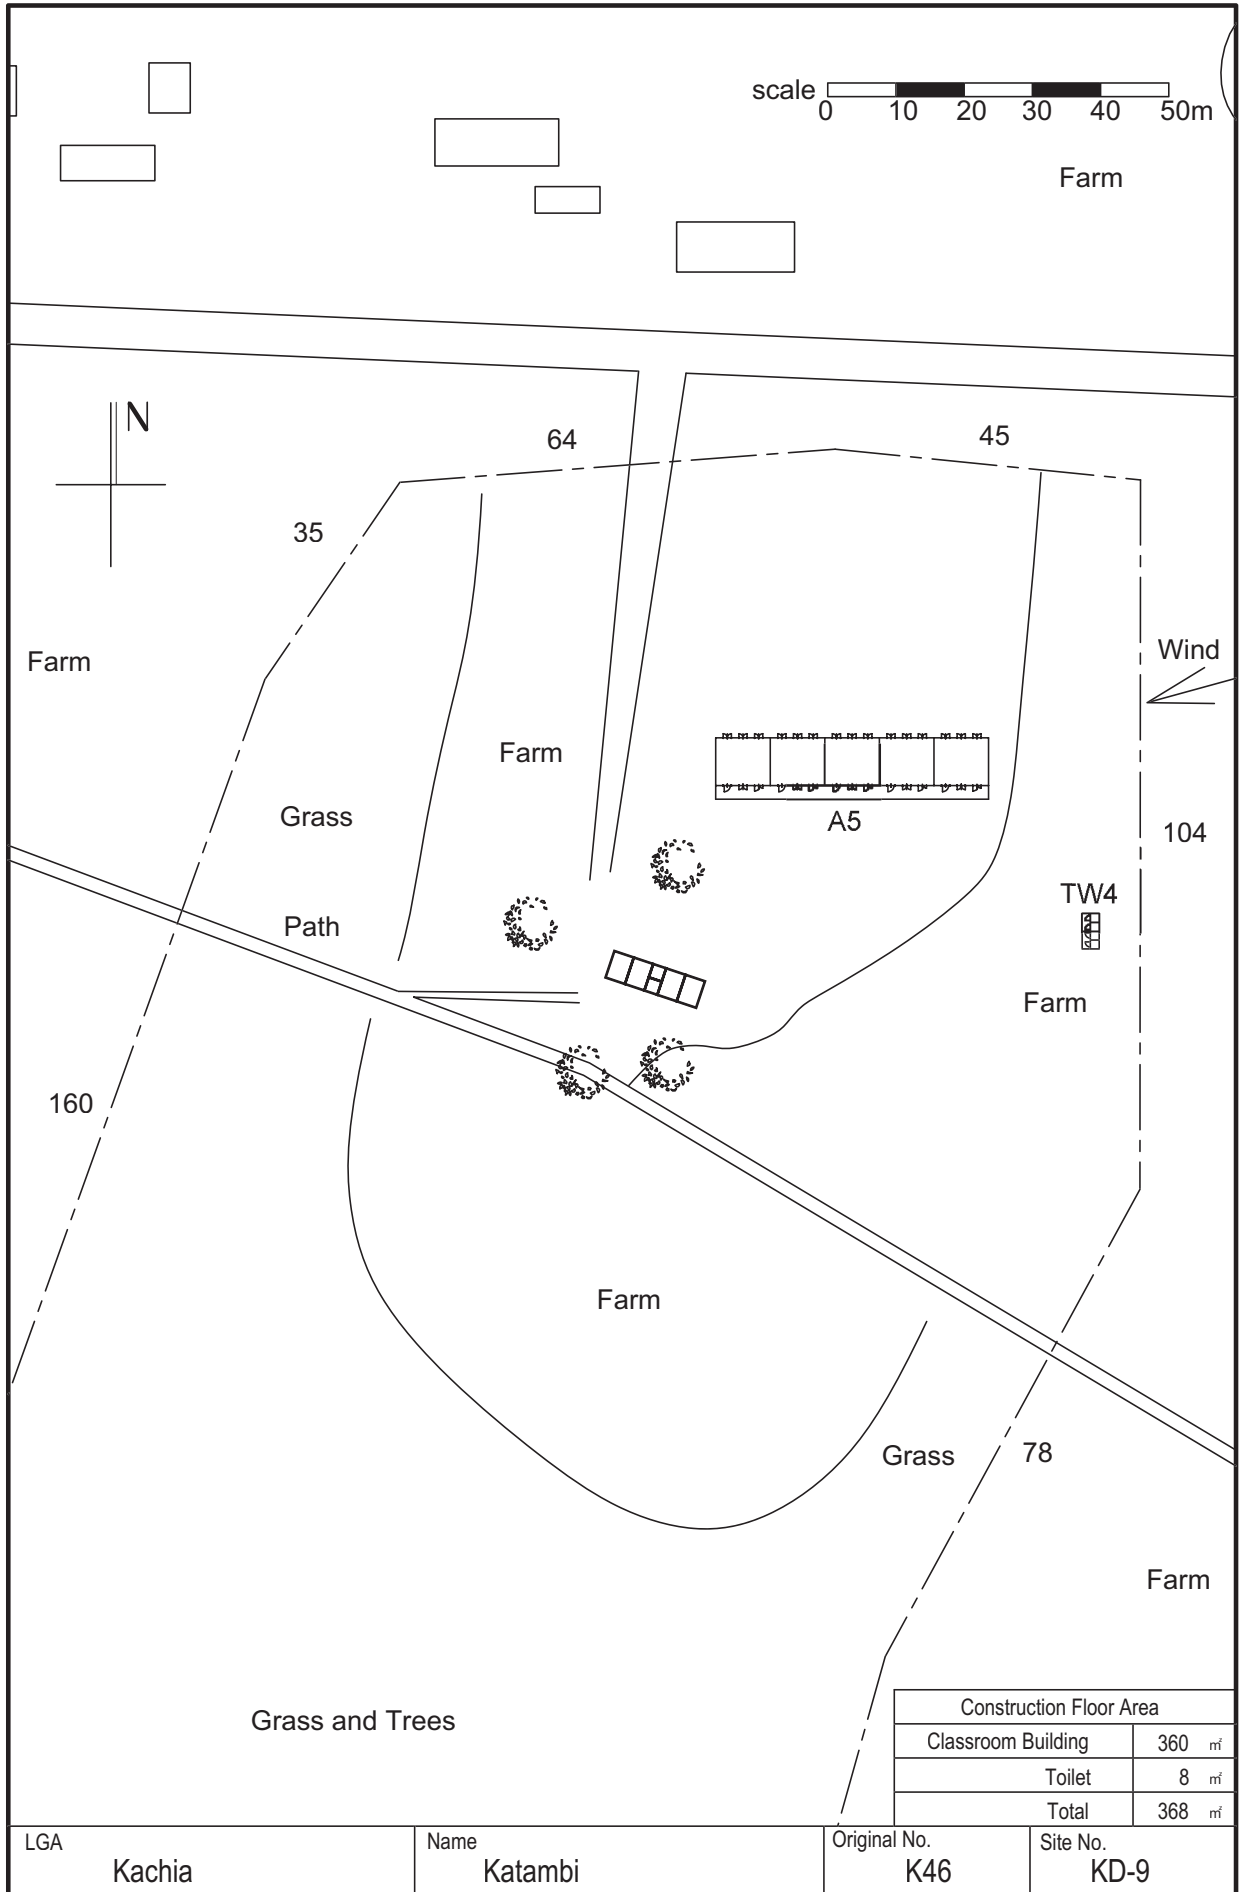 scale
0 10 20 30 40 50m
Farm
N
64
45
35
Farm
Wind
Farm
Grass
A5
104
TW4
Path
Farm
160
Farm
Grass
78
Farm
Grass and Trees
Construction Floor Area
Classroom Building 360 ㎡
Toilet 8 ㎡
Total 368 ㎡
LGA
Kachia
Name
Katambi
Original No.
K46
Site No.
KD-9